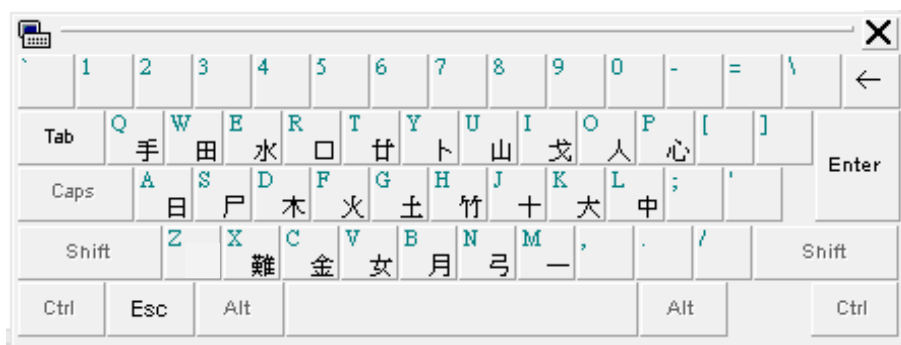 ` 1 2 3 4 5 6 7 8 9 0 - = \ ←
Tab Q 手 W 田 E 水 R 口 T 廿 Y 卜 U 山 I 戈 O 人 P 心 [ ] Enter
Caps A 日 S 尸 D 木 F 火 G 土 H 竹 J 十 K 大 L 中 ; '
Shift Z X 難 C 金 V 女 B 月 N 弓 M 一 , . / Shift
Ctrl Esc Alt Alt Ctrl